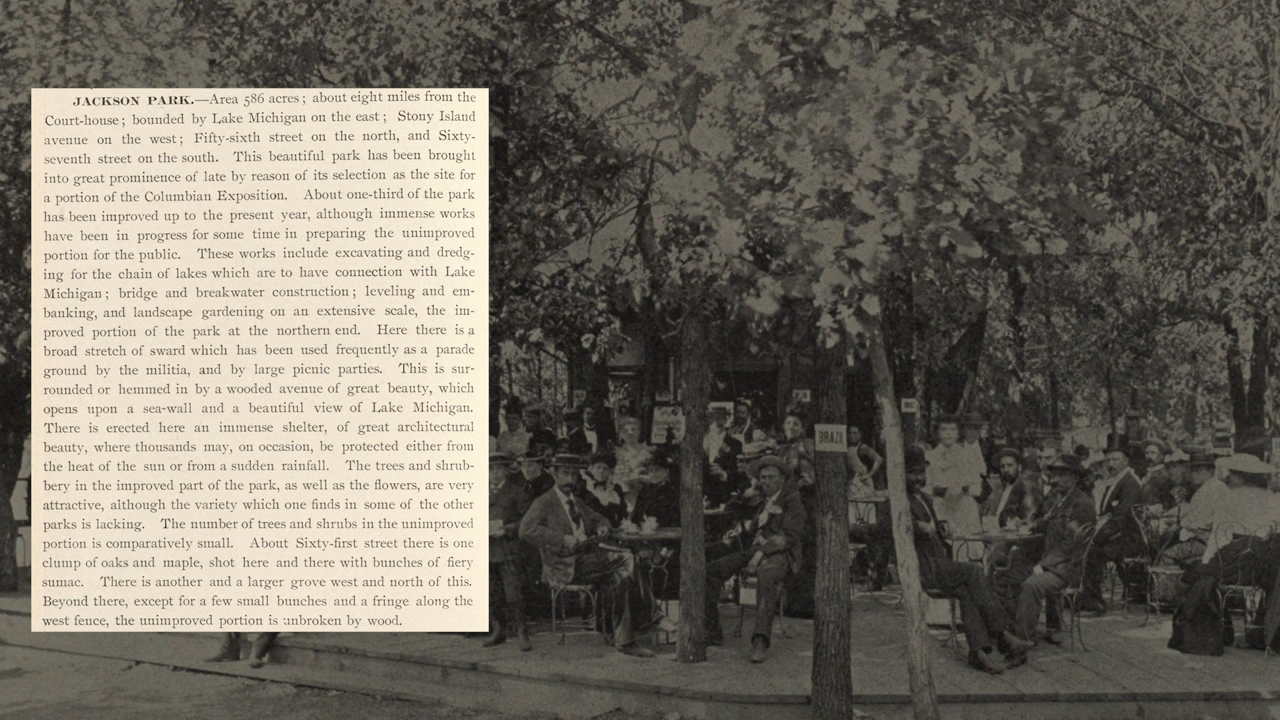 JACKSON PARK.—Area 586 acres; about eight miles from the
Court-house; bounded by Lake Michigan on the east; Stony Island
avenue on the west; Fifty-sixth street on the north, and Sixty-
seventh street on the south. This beautiful park has been brought
into great prominence of late by reason of its selection as the site for
a portion of the Columbian Exposition. About one-third of the park
has been improved up to the present year, although immense works
have been in progress for some time in preparing the unimproved
portion for the public. These works include excavating and dredg-
ing for the chain of lakes which are to have connection with Lake
Michigan; bridge and breakwater construction; leveling and em-
banking, and landscape gardening on an extensive scale, the im-
proved portion of the park at the northern end. Here there is a
broad stretch of sward which has been used frequently as a parade
ground by the militia, and by large picnic parties. This is sur-
rounded or hemmed in by a wooded avenue of great beauty, which
opens upon a sea-wall and a beautiful view of Lake Michigan.
There is erected here an immense shelter, of great architectural
beauty, where thousands may, on occasion, be protected either from
the heat of the sun or from a sudden rainfall. The trees and shrub-
bery in the improved part of the park, as well as the flowers, are very
attractive, although the variety which one finds in some of the other
parks is lacking. The number of trees and shrubs in the unimproved
portion is comparatively small. About Sixty-first street there is one
clump of oaks and maple, shot here and there with bunches of fiery
sumac. There is another and a larger grove west and north of this.
Beyond there, except for a few small bunches and a fringe along the
west fence, the unimproved portion is unbroken by wood.
BRAZIL